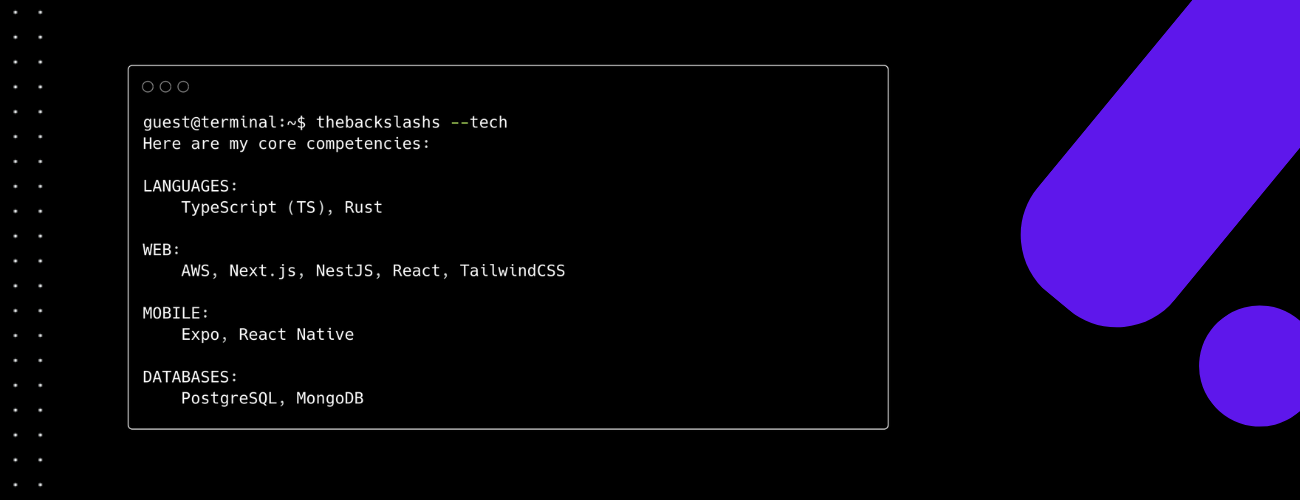 guest@terminal:~$ thebackslashs --tech
Here are my core competencies:
LANGUAGES:
TypeScript (TS), Rust
WEB:
AWS, Next.js, NestJS, React, TailwindCSS
MOBILE:
Expo, React Native
DATABASES:
PostgreSQL, MongoDB